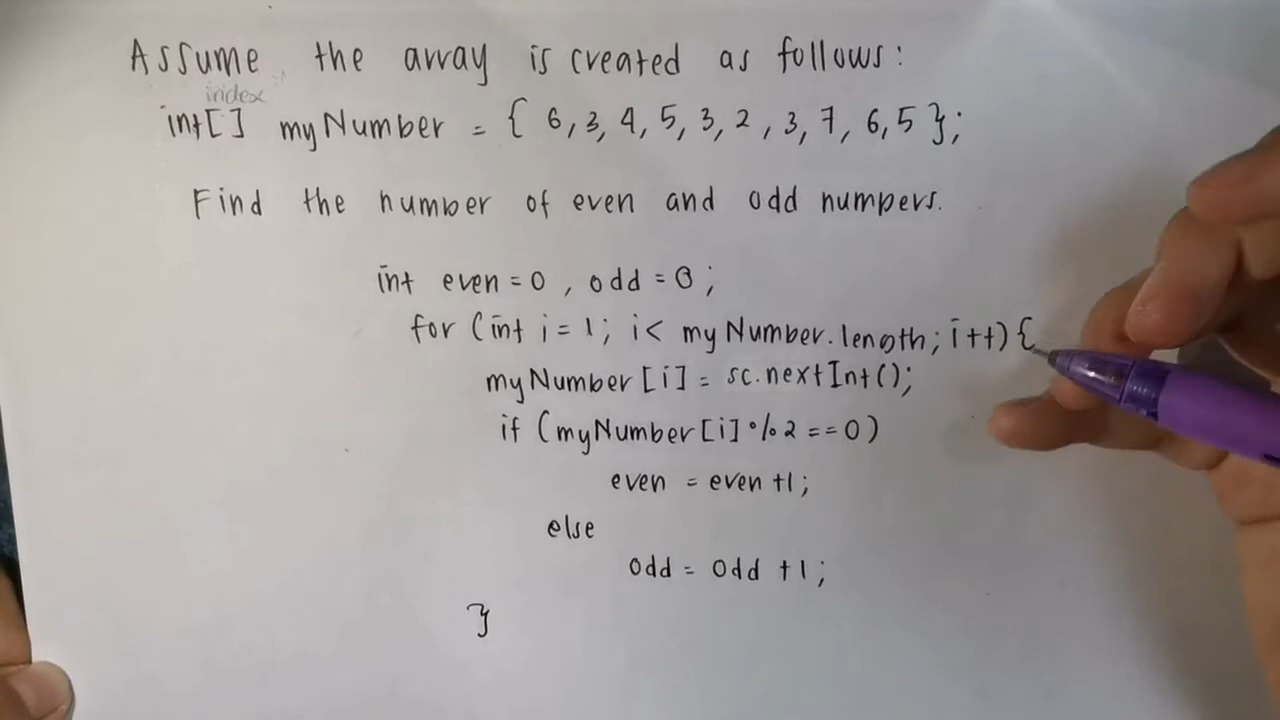 Assume the array is created as follows:
index
int[] myNumber = { 6, 3, 4, 5, 3, 2, 3, 7, 6, 5 };
Find the number of even and odd numpers.
int even = 0, odd = 0;
for (int i = 1; i < myNumber.length; i++) {
myNumber [i] = sc.nextInt();
if (myNumber [i] % 2 == 0)
even = even +1;
else
odd = odd +1;
}